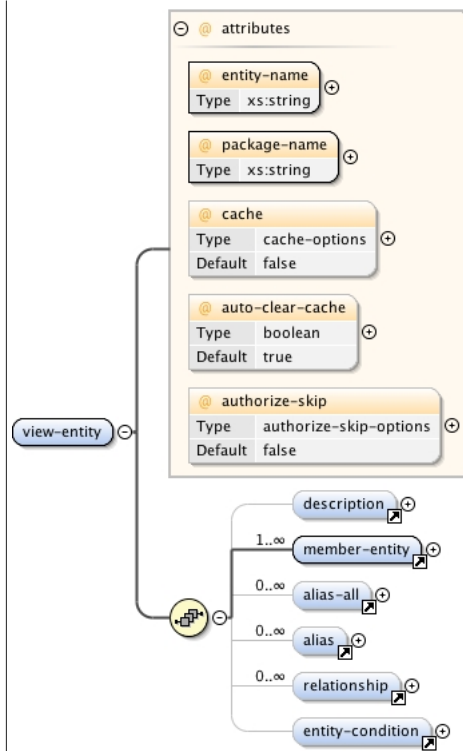 @ attributes
@ entity-name
Type xs:string
@ package-name
Type xs:string
@ cache
Type cache-options
Default false
@ auto-clear-cache
Type boolean
Default true
@ authorize-skip
Type authorize-skip-options
Default false
view-entity
description
1..∞ member-entity
0..∞ alias-all
0..∞ alias
0..∞ relationship
entity-condition